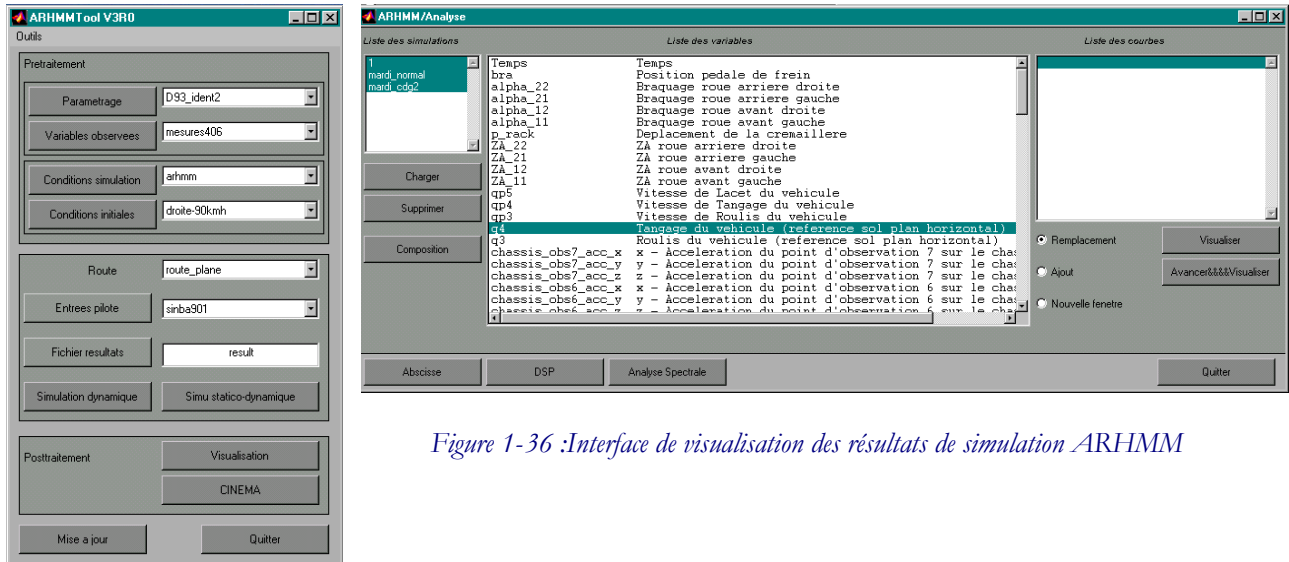 ARHMMTool V3R0
Outils
Pretraitement
Parametrage D93_ident2
Variables observees mesures406
Conditions simulation arhmm
Conditions initiales droite-90kmh
Route route_plane
Entrees pilote sinba901
Fichier resultats result
Simulation dynamique Simu statico-dynamique
Posttraitement Visualisation
CINEMA
Mise a jour Quitter
ARHMM/Analyse
Liste des simulations Liste des variables Liste des courbes
1
mardi_normal
mardi_cdg2
Charger
Supprimer
Composition
Temps Temps
bra Position pedale de frein
alpha_22 Braquage roue arriere droite
alpha_21 Braquage roue arriere gauche
alpha_12 Braquage roue avant droite
alpha_11 Braquage roue avant gauche
p_rack Deplacement de la cremaillere
ZA_22 ZA roue arriere droite
ZA_21 ZA roue arriere gauche
ZA_12 ZA roue avant droite
ZA_11 ZA roue avant gauche
qp5 Vitesse de Lacet du vehicule
qp4 Vitesse de Tangage du vehicule
qp3 Vitesse de Roulis du vehicule
q4 Tangage du vehicule (reference sol plan horizontal)
q3 Roulis du vehicule (reference sol plan horizontal)
chassis_obs7_acc_x x - Acceleration du point d'observation 7 sur le chas
chassis_obs7_acc_y y - Acceleration du point d'observation 7 sur le chas
chassis_obs7_acc_z z - Acceleration du point d'observation 7 sur le chas
chassis_obs6_acc_x x - Acceleration du point d'observation 6 sur le chas
chassis_obs6_acc_y y - Acceleration du point d'observation 6 sur le chas
chassis_obs6_acc_z z - Acceleration du point d'observation 6 sur le chas
Remplacement Visualiser
Ajout Avancer&&&&Visualiser
Nouvelle fenetre
Abscisse DSP Analyse Spectrale Quitter
Figure 1-36 :Interface de visualisation des résultats de simulation ARHMM